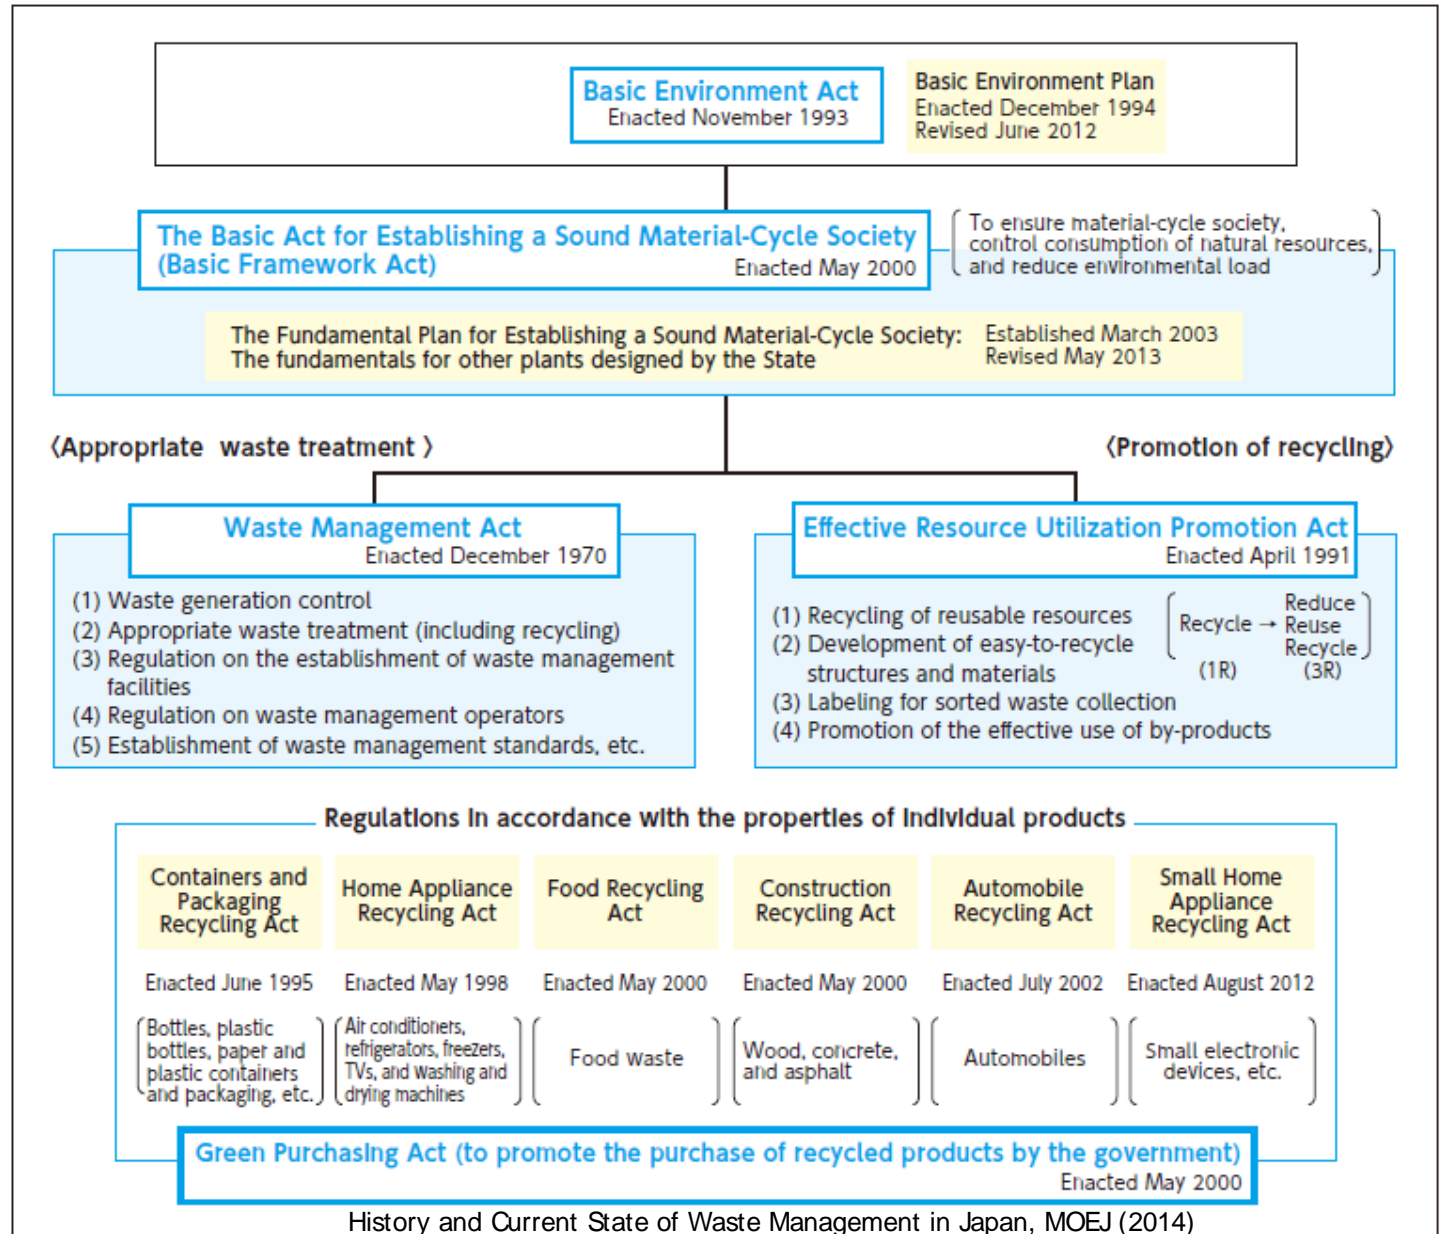 Basic Environment Act
Enacted November 1993
Basic Environment Plan
Enacted December 1994
Revised June 2012
The Basic Act for Establishing a Sound Material-Cycle Society
(Basic Framework Act)
Enacted May 2000
To ensure material-cycle society,
control consumption of natural resources,
and reduce environmental load
The Fundamental Plan for Establishing a Sound Material-Cycle Society: Established March 2003
The fundamentals for other plants designed by the State Revised May 2013
〈Appropriate waste treatment 〉
〈Promotion of recycling〉
Waste Management Act
Enacted December 1970
(1) Waste generation control
(2) Appropriate waste treatment (including recycling)
(3) Regulation on the establishment of waste management
facilities
(4) Regulation on waste management operators
(5) Establishment of waste management standards, etc.
Effective Resource Utilization Promotion Act
Enacted April 1991
(1) Recycling of reusable resources
(2) Development of easy-to-recycle
structures and materials
(3) Labeling for sorted waste collection
(4) Promotion of the effective use of by-products
Reduce
Recycle → Reuse
Recycle
(1R) (3R)
Regulations in accordance with the properties of individual products
Containers and
Packaging
Recycling Act
Enacted June 1995
Bottles, plastic
bottles, paper and
plastic containers
and packaging, etc.
Home Appliance
Recycling Act
Enacted May 1998
Air conditioners,
refrigerators, freezers,
TVs, and washing and
drying machines
Food Recycling
Act
Enacted May 2000
Food waste
Construction
Recycling Act
Enacted May 2000
Wood, concrete,
and asphalt
Automobile
Recycling Act
Enacted July 2002
Automobiles
Small Home
Appliance
Recycling Act
Enacted August 2012
Small electronic
devices, etc.
Green Purchasing Act (to promote the purchase of recycled products by the government)
Enacted May 2000
History and Current State of Waste Management in Japan, MOEJ (2014)